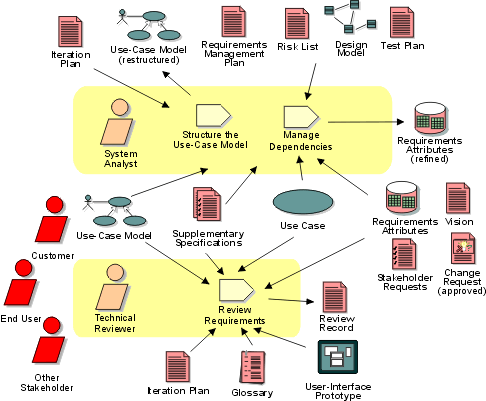 Iteration
Plan
Use-Case Model
(restructured)
Requirements
Management
Plan
Risk List
Design
Model
Test Plan
System
Analyst
Structure the
Use-Case Model
Manage
Dependencies
Requirements
Attributes
(refined)
Use-Case Model
Supplementary
Specifications
Use Case
Requirements
Attributes
Vision
Customer
Stakeholder
Requests
Change
Request
(approved)
End User
Technical
Reviewer
Review
Requirements
Review
Record
Other
Stakeholder
Iteration Plan
Glossary
User-Interface
Prototype